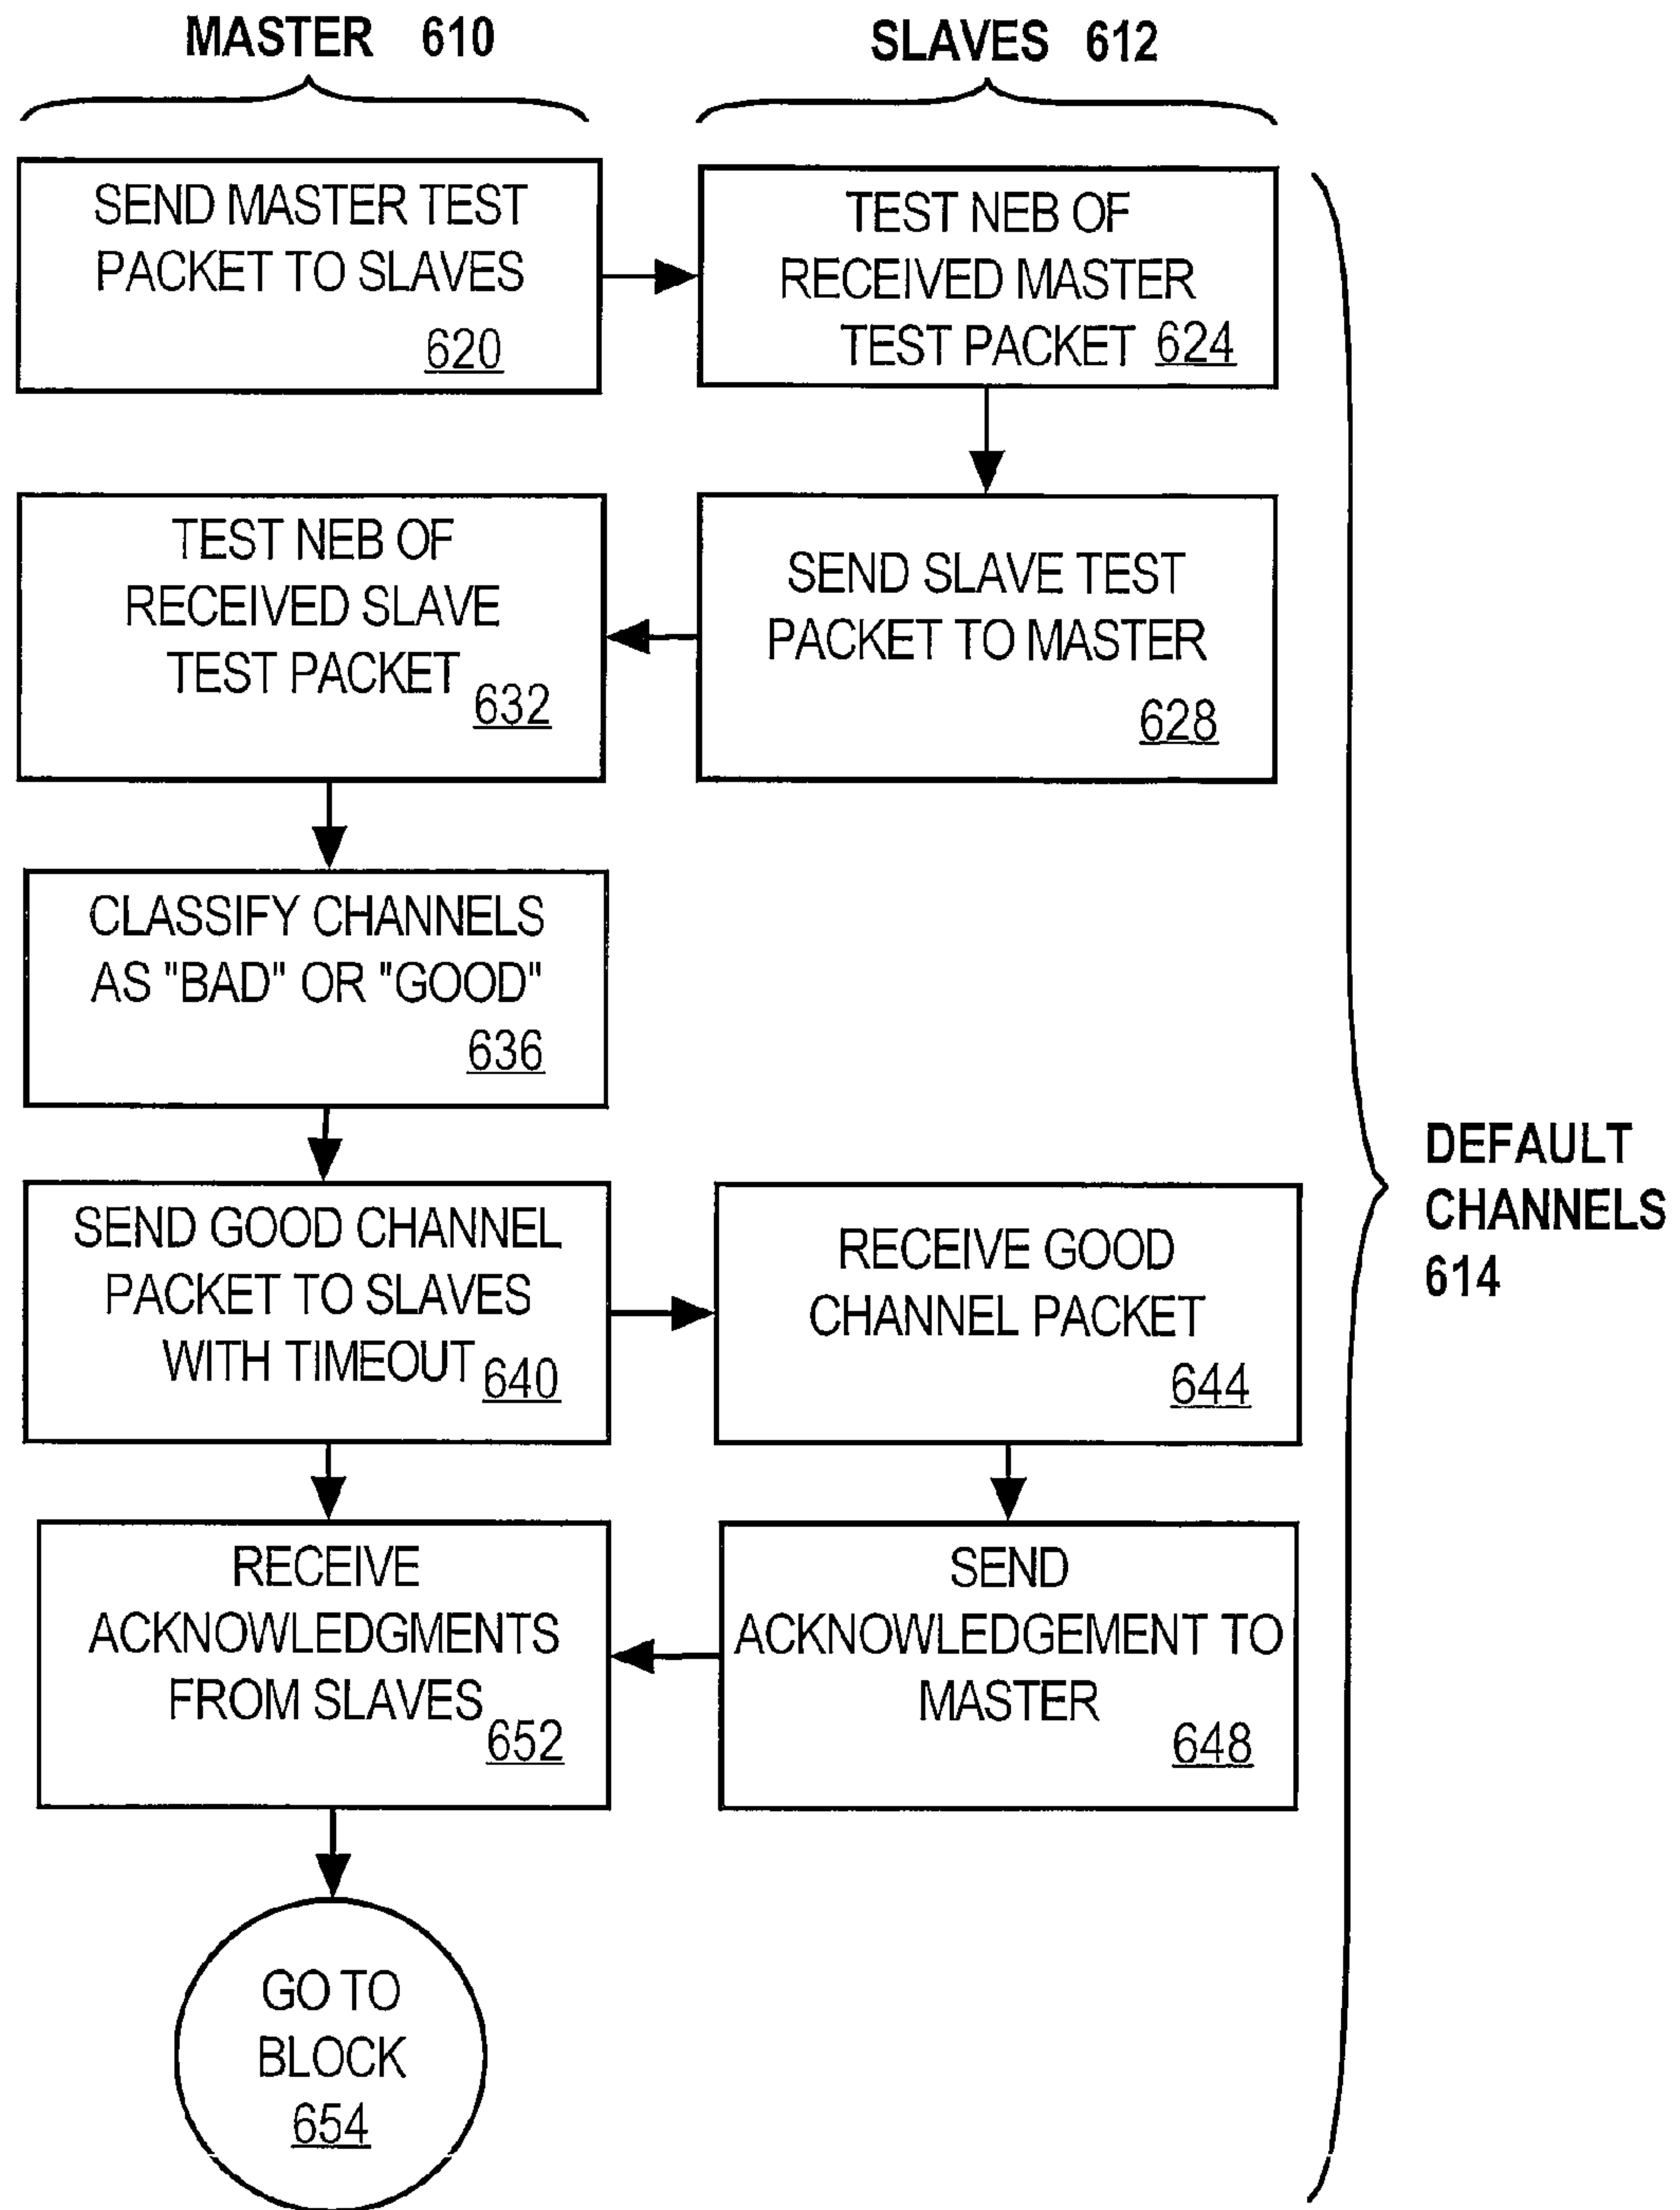 MASTER 610
SLAVES 612
SEND MASTER TEST
PACKET TO SLAVES
620
TEST NEB OF
RECEIVED MASTER
TEST PACKET 624
TEST NEB OF
RECEIVED SLAVE
TEST PACKET
632
SEND SLAVE TEST
PACKET TO MASTER
628
CLASSIFY CHANNELS
AS "BAD" OR "GOOD"
636
SEND GOOD CHANNEL
PACKET TO SLAVES
WITH TIMEOUT 640
RECEIVE GOOD
CHANNEL PACKET
644
DEFAULT
CHANNELS
614
RECEIVE
ACKNOWLEDGMENTS
FROM SLAVES
652
SEND
ACKNOWLEDGEMENT TO
MASTER
648
GO TO
BLOCK
654